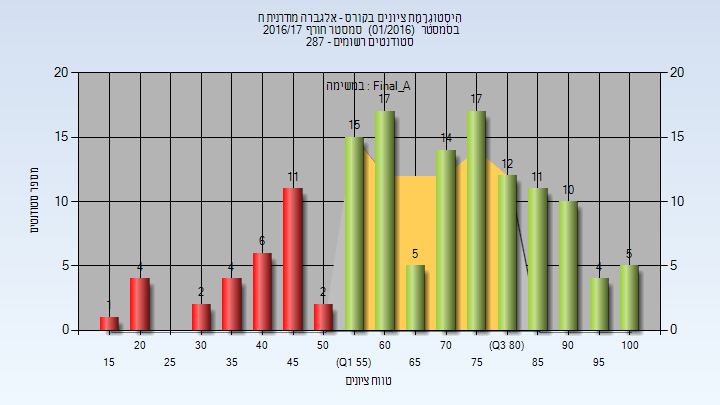 היסטוגרמת ציונים בקורס - אלגברה מודרנית ח
בסמסטר (01/2016) סמסטר חורף 2016/17
סטודנטים רשומים - 287
במשימה : Final_A
20 20
15 15
10 10
5 5
0 0
מספר סטודנטים
1 4 2 4 6 11 2 15 17 5 14 17 12 11 10 4 5
20 30 40 50 60 70 (Q3 80) 90 100
15 25 35 45 (Q1 55) 65 75 85 95
טווח ציונים